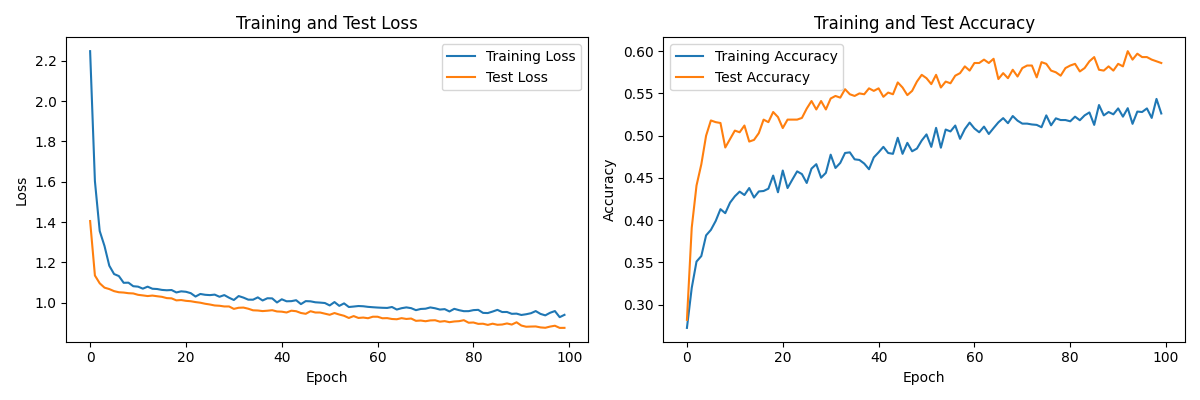 Training and Test Loss
Training Loss
Test Loss
2.2
2.0
1.8
1.6
1.4
1.2
1.0
Loss
0 20 40 60 80 100
Epoch
Training and Test Accuracy
Training Accuracy
Test Accuracy
0.60
0.55
0.50
0.45
0.40
0.35
0.30
Accuracy
0 20 40 60 80 100
Epoch